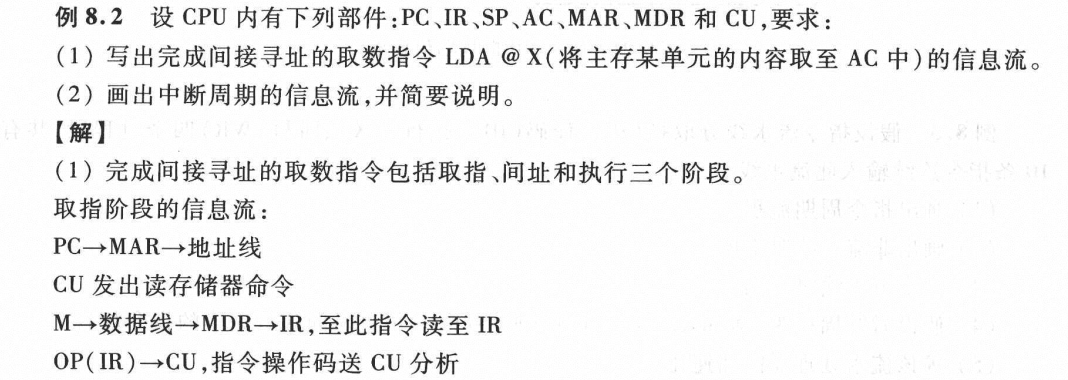 例 8.2 设 CPU 内有下列部件:PC、IR、SP、AC、MAR、MDR 和 CU,要求:
(1) 写出完成间接寻址的取数指令 LDA @ X(将主存某单元的内容取至 AC 中)的信息流。
(2) 画出中断周期的信息流,并简要说明。
【解】
(1) 完成间接寻址的取数指令包括取指、间址和执行三个阶段。
取指阶段的信息流:
PC→MAR→地址线
CU 发出读存储器命令
M→数据线→MDR→IR,至此指令读至 IR
OP(IR)→CU,指令操作码送 CU 分析